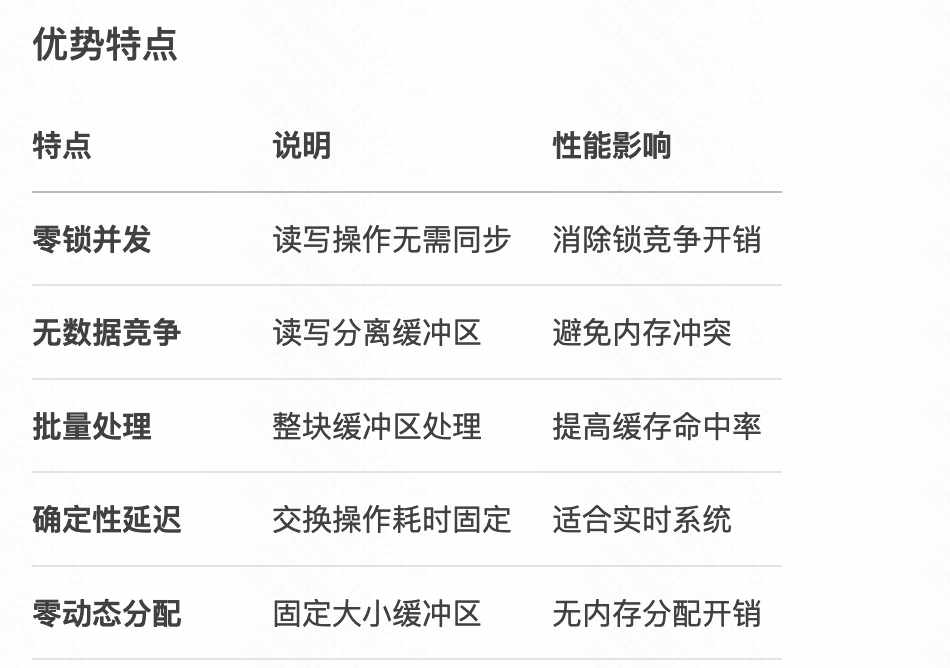 优势特点
特点 说明 性能影响
零锁并发 读写操作无需同步 消除锁竞争开销
无数据竞争 读写分离缓冲区 避免内存冲突
批量处理 整块缓冲区处理 提高缓存命中率
确定性延迟 交换操作耗时固定 适合实时系统
零动态分配 固定大小缓冲区 无内存分配开销